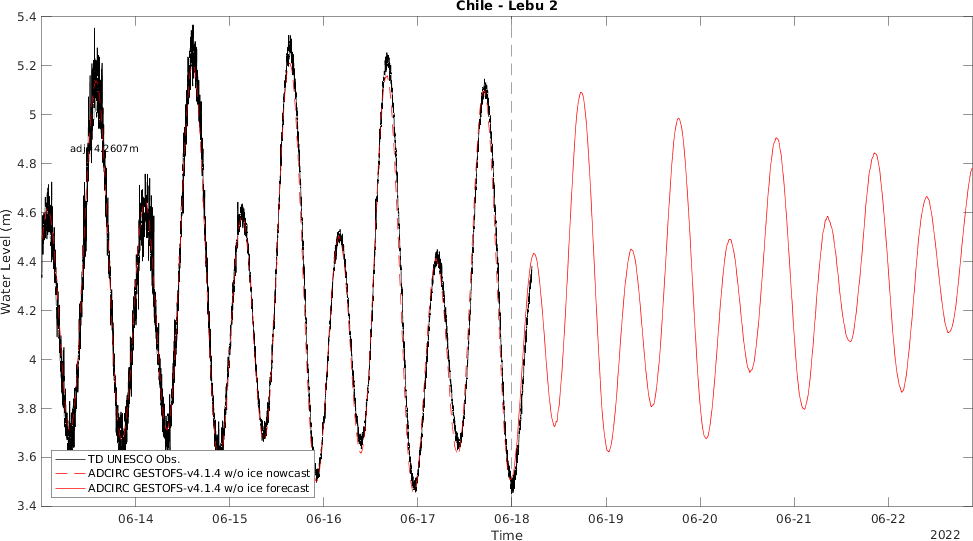 Chile - Lebu 2
5.4
5.2
5
4.8
4.6
4.4
4.2
4
3.8
3.6
3.4
Water Level (m)
adj: 4.2607m
TD UNESCO Obs.
ADCIRC GESTOFS-v4.1.4 w/o ice nowcast
ADCIRC GESTOFS-v4.1.4 w/o ice forecast
06-14 06-15 06-16 06-17 06-18 06-19 06-20 06-21 06-22
Time
2022